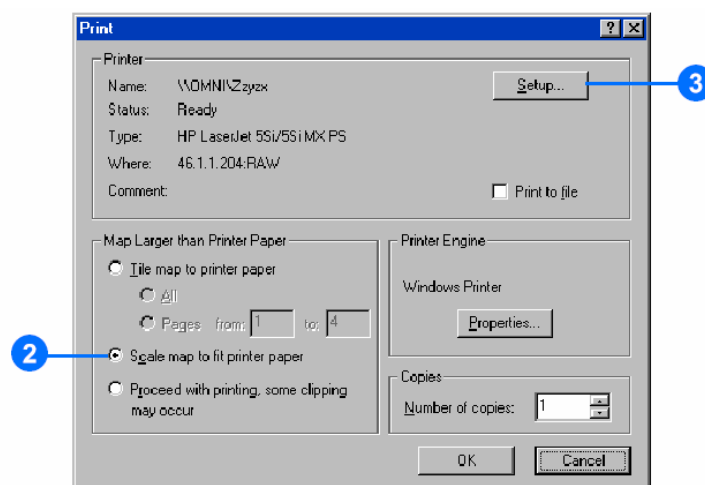 Print
Printer
Name: \\OMNI\Zzyzx
Setup...
3
Status: Ready
Type: HP LaserJet 5Si/5Si MX PS
Where: 46.1.1.204:RAW
Comment:
Print to file
Map Larger than Printer Paper
Printer Engine
Tile map to printer paper
All
Windows Printer
Pages from: 1 to: 4
Properties...
2
Scale map to fit printer paper
Proceed with printing, some clipping
may occur
Copies
Number of copies: 1
OK
Cancel